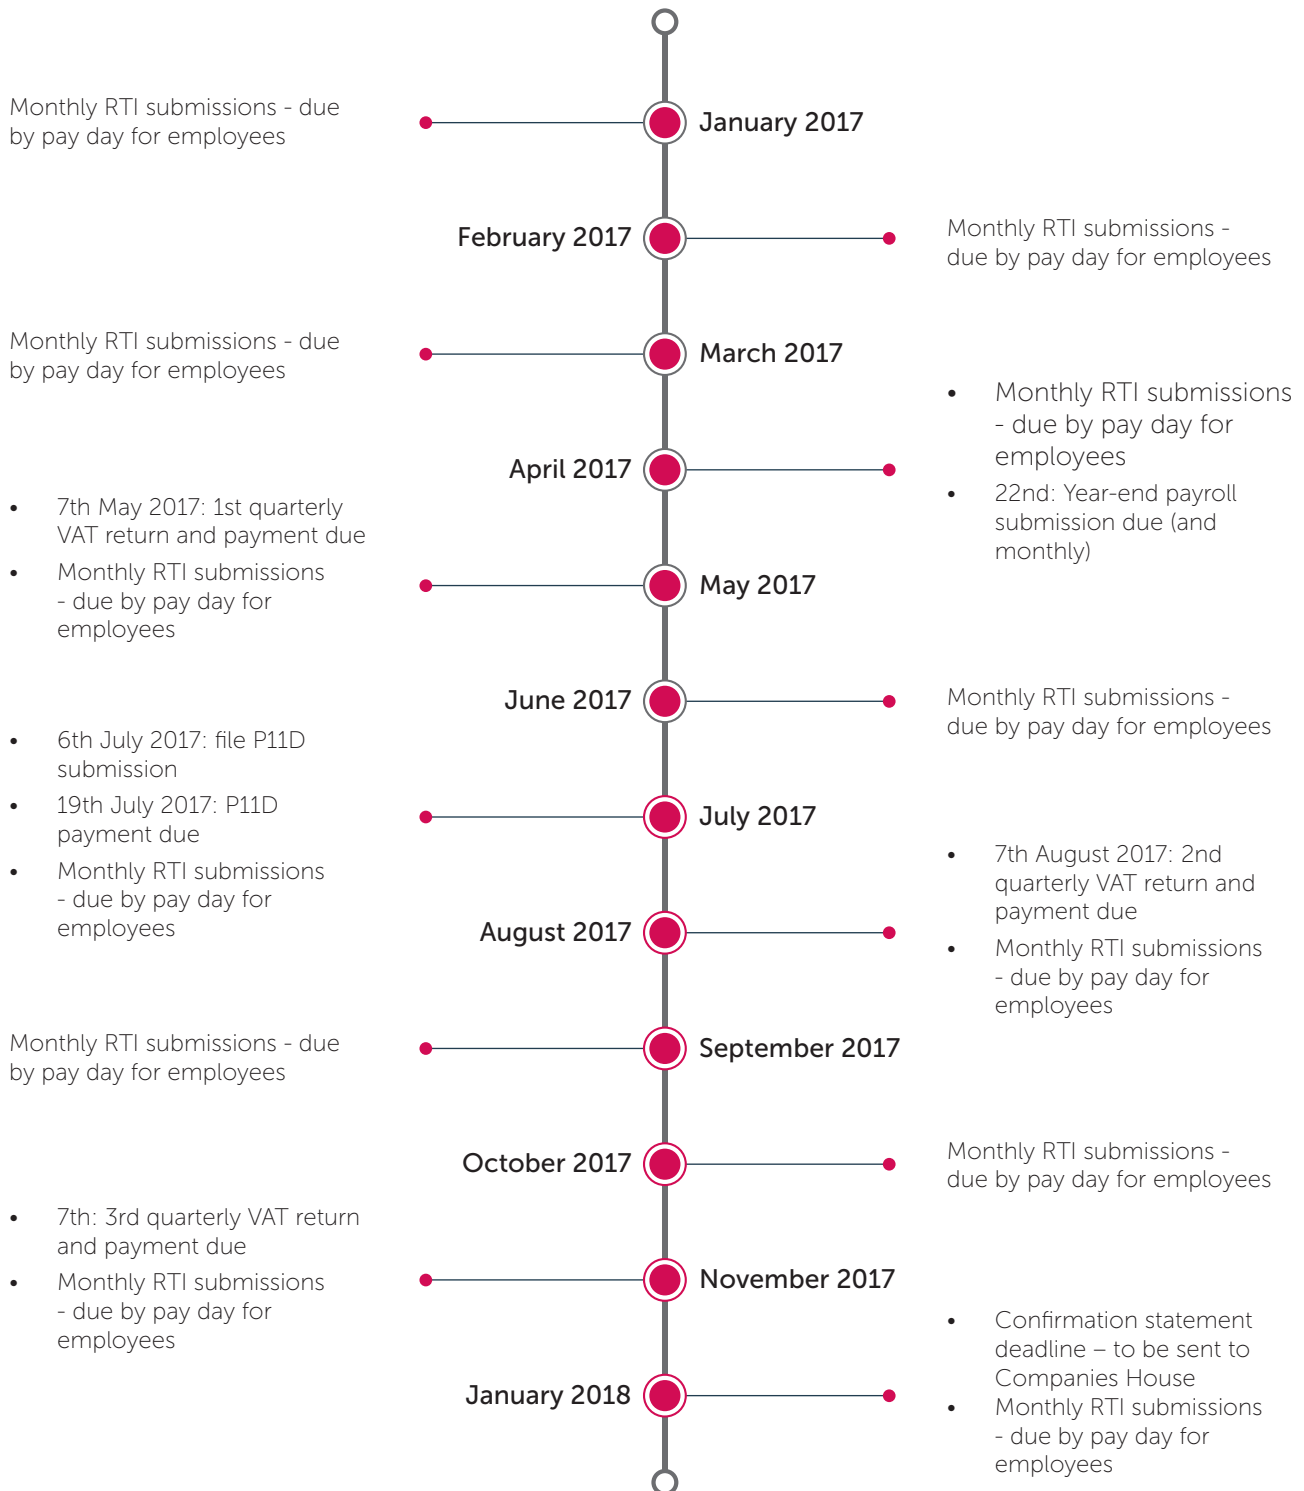 Monthly RTI submissions - due
by pay day for employees
January 2017
February 2017
Monthly RTI submissions -
due by pay day for employees
Monthly RTI submissions - due
by pay day for employees
March 2017
April 2017
• Monthly RTI submissions
- due by pay day for
employees
• 22nd: Year-end payroll
submission due (and
monthly)
• 7th May 2017: 1st quarterly
VAT return and payment due
• Monthly RTI submissions
- due by pay day for
employees
May 2017
June 2017
Monthly RTI submissions -
due by pay day for employees
• 6th July 2017: file P11D
submission
• 19th July 2017: P11D
payment due
• Monthly RTI submissions
- due by pay day for
employees
July 2017
August 2017
• 7th August 2017: 2nd
quarterly VAT return and
payment due
• Monthly RTI submissions
- due by pay day for
employees
Monthly RTI submissions - due
by pay day for employees
September 2017
October 2017
Monthly RTI submissions -
due by pay day for employees
• 7th: 3rd quarterly VAT return
and payment due
• Monthly RTI submissions
- due by pay day for
employees
November 2017
January 2018
• Confirmation statement
deadline – to be sent to
Companies House
• Monthly RTI submissions
- due by pay day for
employees